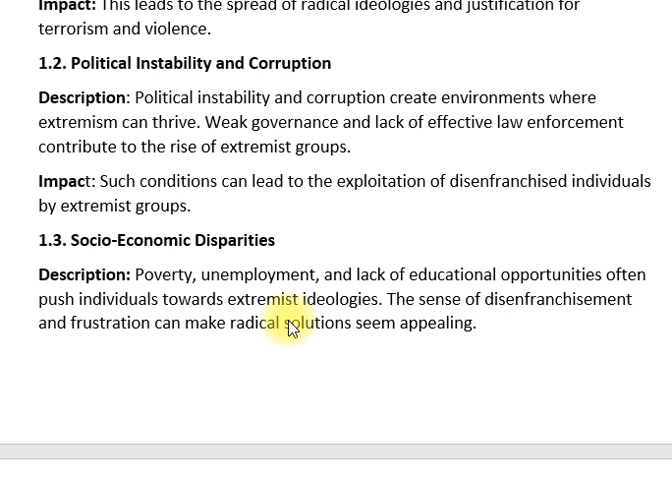 Impact: This leads to the spread of radical ideologies and justification for
terrorism and violence.
1.2. Political Instability and Corruption
Description: Political instability and corruption create environments where
extremism can thrive. Weak governance and lack of effective law enforcement
contribute to the rise of extremist groups.
Impact: Such conditions can lead to the exploitation of disenfranchised individuals
by extremist groups.
1.3. Socio-Economic Disparities
Description: Poverty, unemployment, and lack of educational opportunities often
push individuals towards extremist ideologies. The sense of disenfranchisement
and frustration can make radical solutions seem appealing.